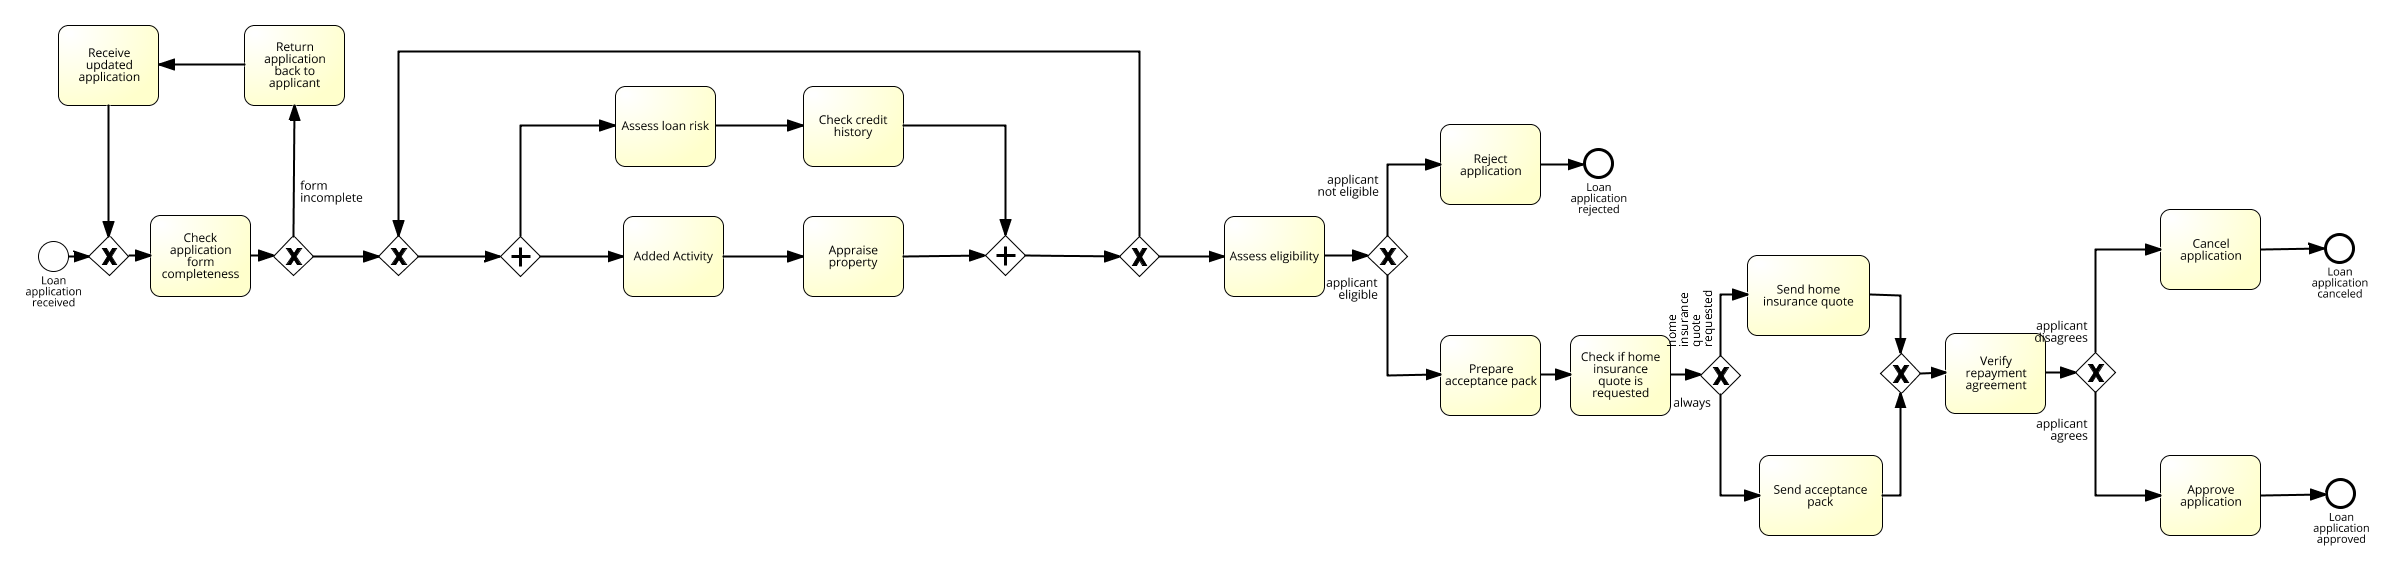 Receive
updated
application
Return
application
back to
applicant
form
incomplete
Loan
application
received
Check
application
form
completeness
Assess loan risk
Check credit
history
Added Activity
Appraise
property
Assess eligibility
applicant
not eligible
applicant
eligible
Reject
application
Loan
application
rejected
Prepare
acceptance pack
Check if home
insurance
quote is
requested
Home
insurance
quote
requested
always
Send home
insurance quote
Send acceptance
pack
Verify
repayment
agreement
applicant
disagrees
applicant
agrees
Cancel
application
Loan
application
canceled
Approve
application
Loan
application
approved